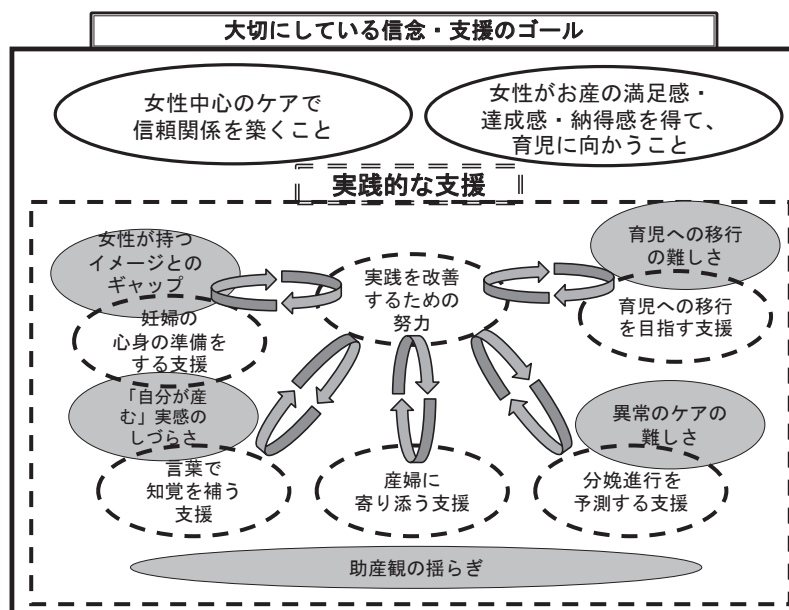 大切にしている信念・支援のゴール
女性中心のケアで
信頼関係を築くこと
女性がお産の満足感・
達成感・納得感を得て、
育児に向かうこと
実践的な支援
女性が持つ
イメージとの
ギャップ
妊婦の
心身の準備を
する支援
実践を改善
するための
努力
育児への移行
の難しさ
育児への移行
を目指す支援
「自分が産
む」実感の
しづらさ
言葉で
知覚を補う
支援
産婦に
寄り添う支援
異常のケアの
難しさ
分娩進行を
予測する支援
助産観の揺らぎ